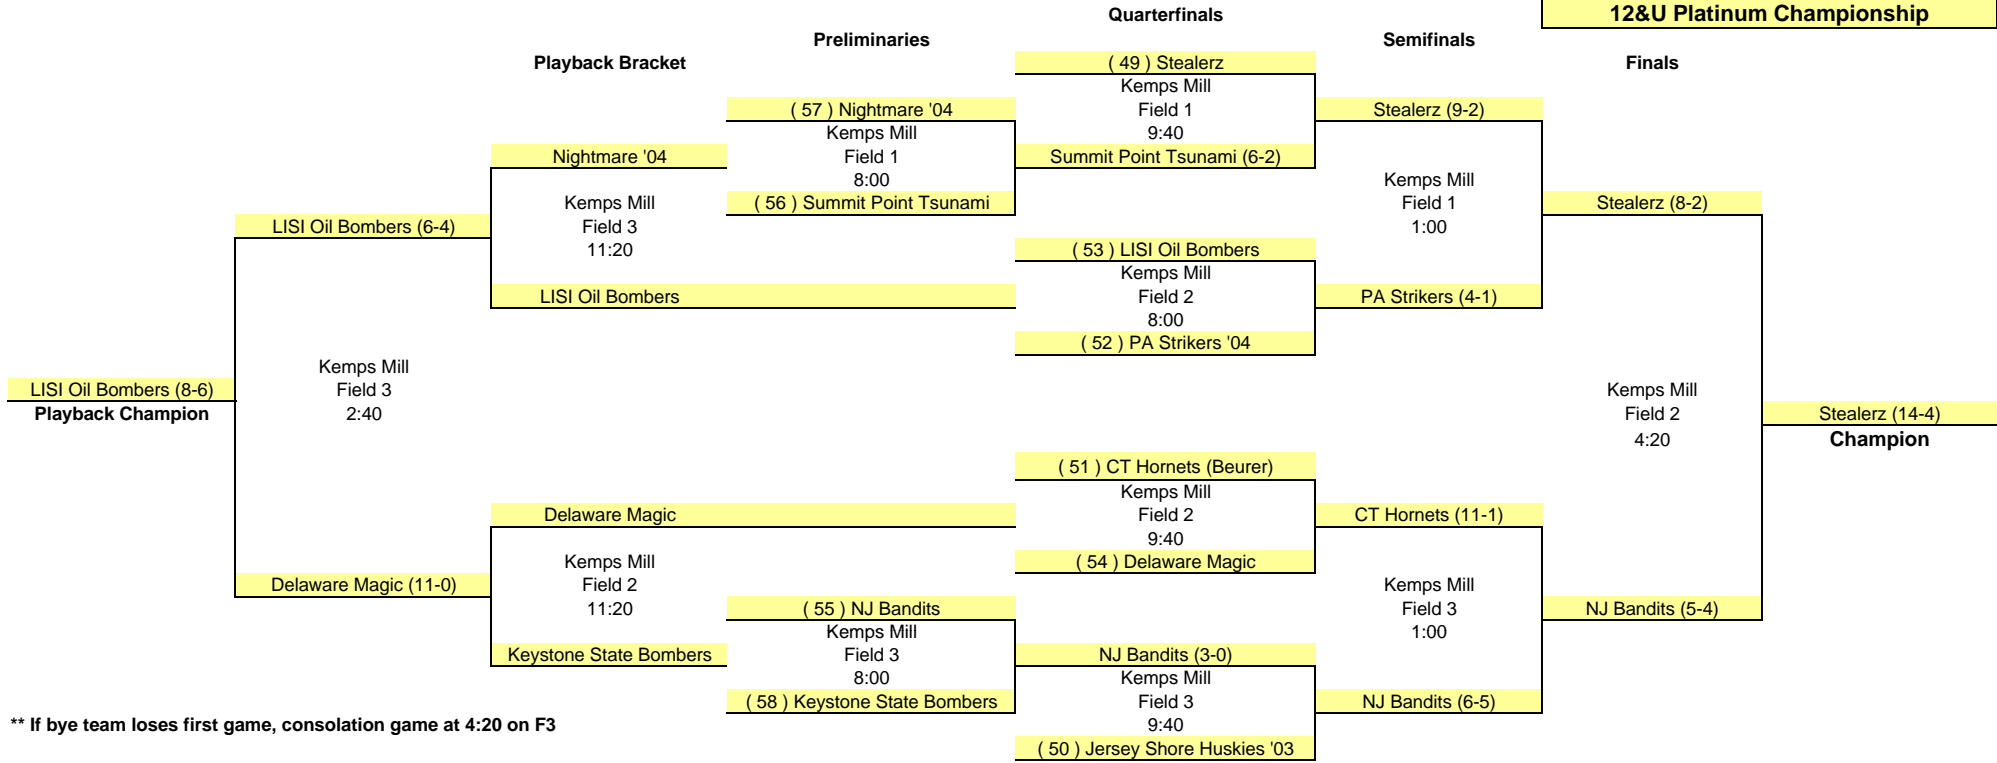 12&U Platinum Championship
Quarterfinals
Preliminaries
Semifinals
Playback Bracket
Finals
( 49 ) Stealerz
Kemps Mill
Field 1
9:40
( 57 ) Nightmare '04
Stealerz (9-2)
Kemps Mill
Field 1
8:00
Nightmare '04
Summit Point Tsunami (6-2)
Kemps Mill
Field 1
1:00
Kemps Mill
Field 3
11:20
( 56 ) Summit Point Tsunami
Stealerz (8-2)
LISI Oil Bombers (6-4)
( 53 ) LISI Oil Bombers
Kemps Mill
Field 2
8:00
LISI Oil Bombers
PA Strikers (4-1)
( 52 ) PA Strikers '04
Kemps Mill
Field 3
2:40
LISI Oil Bombers (8-6)
Playback Champion
Kemps Mill
Field 2
4:20
Stealerz (14-4)
Champion
( 51 ) CT Hornets (Beurer)
Kemps Mill
Field 2
9:40
Delaware Magic
CT Hornets (11-1)
( 54 ) Delaware Magic
Kemps Mill
Field 2
11:20
Delaware Magic (11-0)
Kemps Mill
Field 3
1:00
( 55 ) NJ Bandits
NJ Bandits (5-4)
Kemps Mill
Field 3
8:00
Keystone State Bombers
NJ Bandits (3-0)
Kemps Mill
Field 3
9:40
( 58 ) Keystone State Bombers
NJ Bandits (6-5)
** If bye team loses first game, consolation game at 4:20 on F3
( 50 ) Jersey Shore Huskies '03